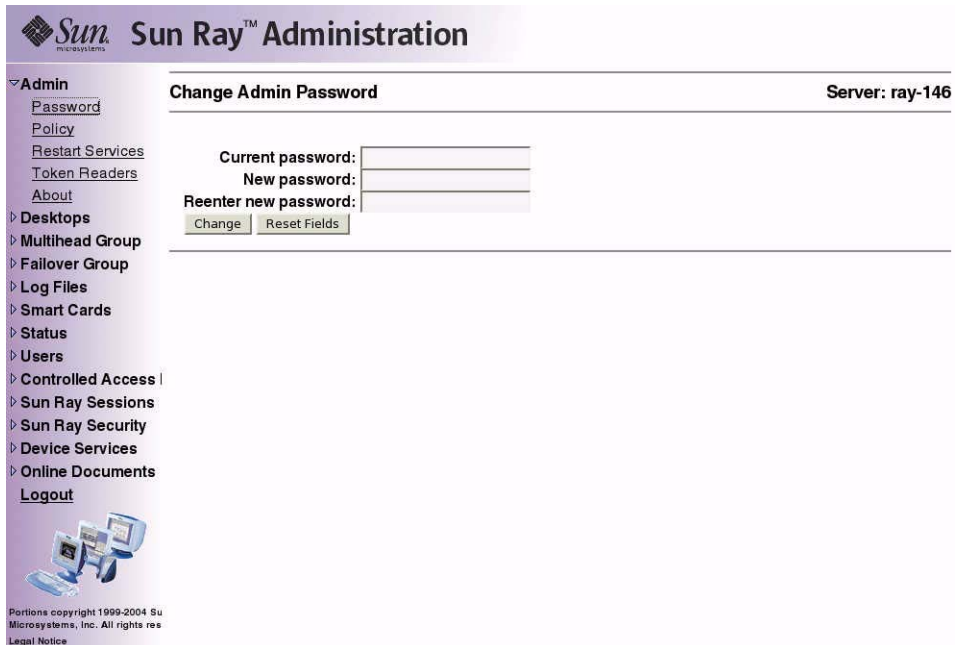 Sun microsystems Sun Ray™ Administration
Admin
Password
Policy
Restart Services
Token Readers
About
Desktops
Multihead Group
Failover Group
Log Files
Smart Cards
Status
Users
Controlled Access
Sun Ray Sessions
Sun Ray Security
Device Services
Online Documents
Logout
Portions copyright 1999-2004 Su
Microsystems, Inc. All rights res
Legal Notice
Change Admin Password Server: ray-146
Current password:
New password:
Reenter new password:
Change Reset Fields